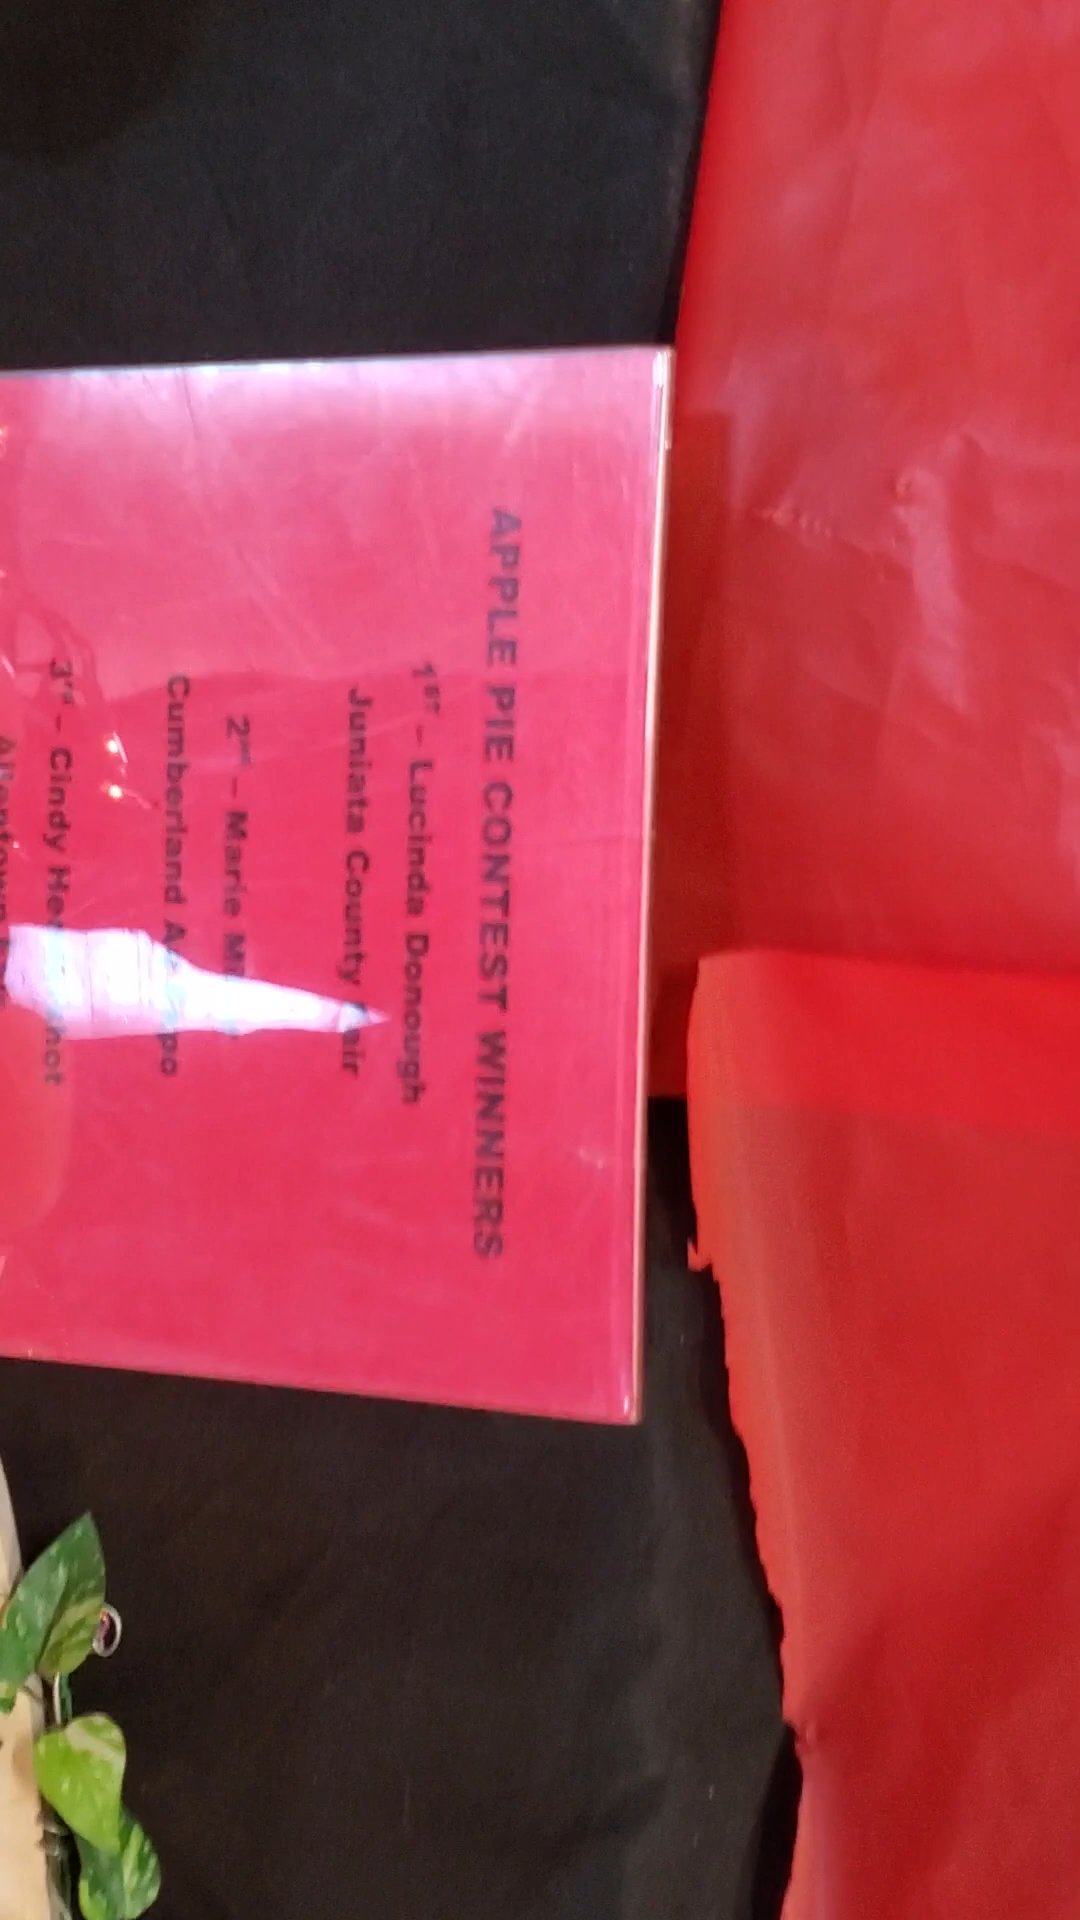 APPLE PIE CONTEST WINNERS
1ST – Lucinda Donough
Juniata County Fair
2nd – Marie
Cumberland
3rd – Cindy